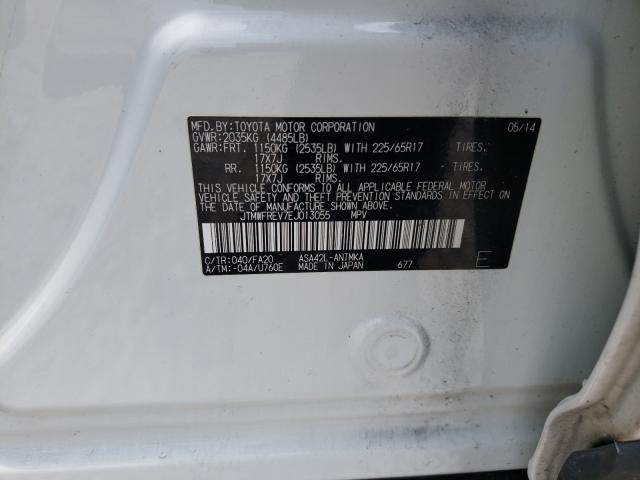 MFD.BY:TOYOTA MOTOR CORPORATION 05/14
GVWR:2035KG (4485LB)
GAWR:FRT. 1150KG (2535LB) WITH 225/65R17 TIRES.
17X7J RIMS.
RR. 1150KG (2535LB) WITH 225/65R17 TIRES.
17X7J RIMS.
THIS VEHICLE CONFORMS TO ALL APPLICABLE FEDERAL MOTOR
VEHICLE SAFETY AND THEFT PREVENTION STANDARDS IN EFFECT
ON THE DATE OF MANUFACTURE SHOWN ABOVE.
JTMWFREV7EJ013055 MPV
C/TR:040/FA20 ASA42L-ANTMKA
A/TM:-04A/U760E MADE IN JAPAN 677 E